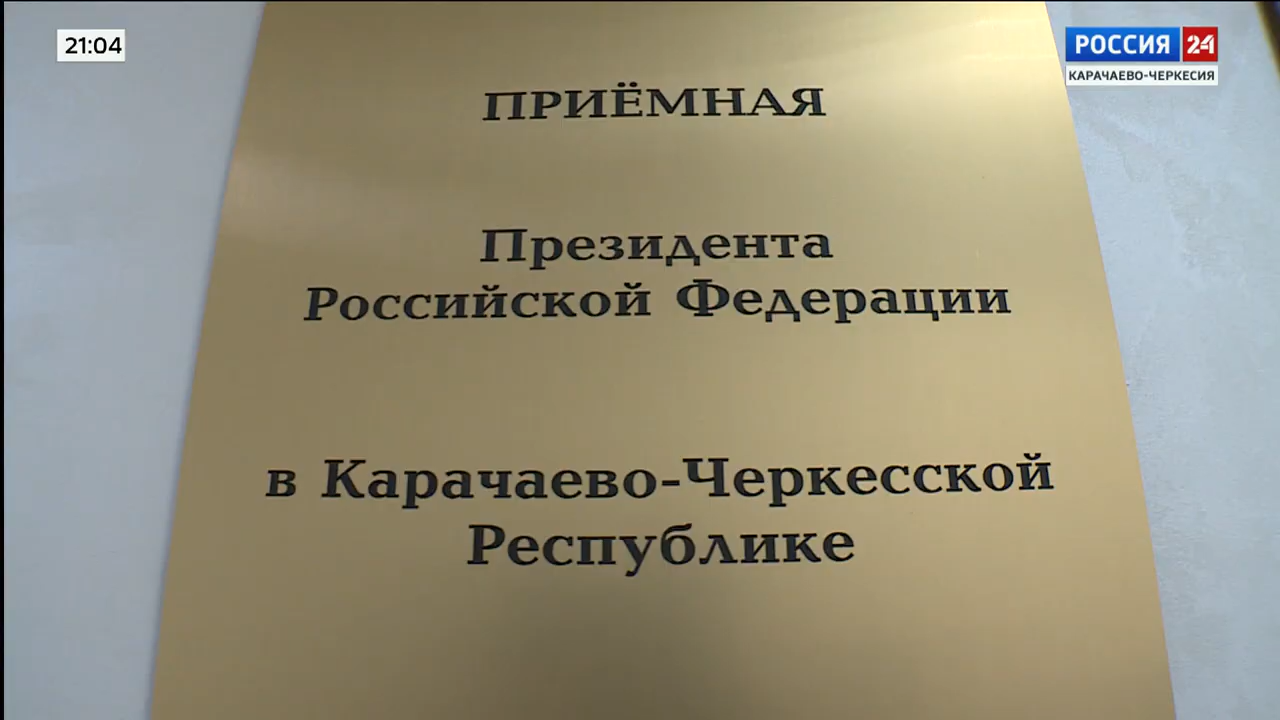 21:04
РОССИЯ 24
КАРАЧАЕВО-ЧЕРКЕСИЯ
ПРИЁМНАЯ
Президента
Российской Федерации
в Карачаево-Черкесской
Республике